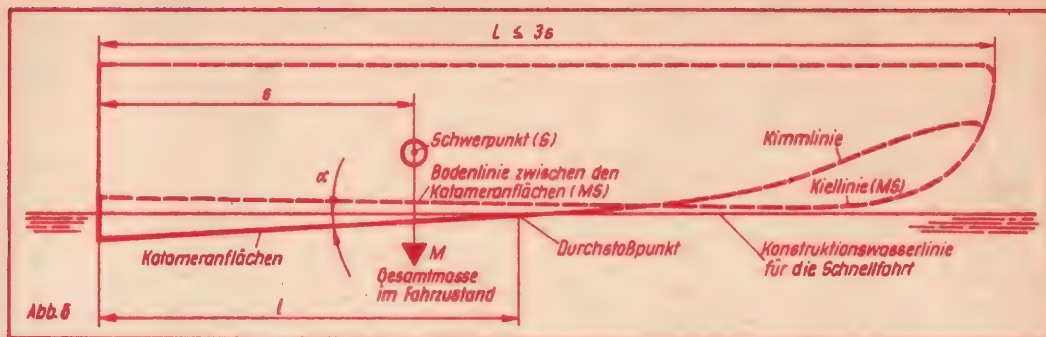 L ≤ 3s
s
Schwerpunkt (S)
Kimmlinie
α
Bodenlinie zwischen den
Katameranflächen (MS)
Kiellinie (MS)
Katameranflächen
M
Durchstoßpunkt
Konstruktionswasserlinie
für die Schnellfahrt
Gesamtmasse
im Fahrzustand
Abb. 6
l